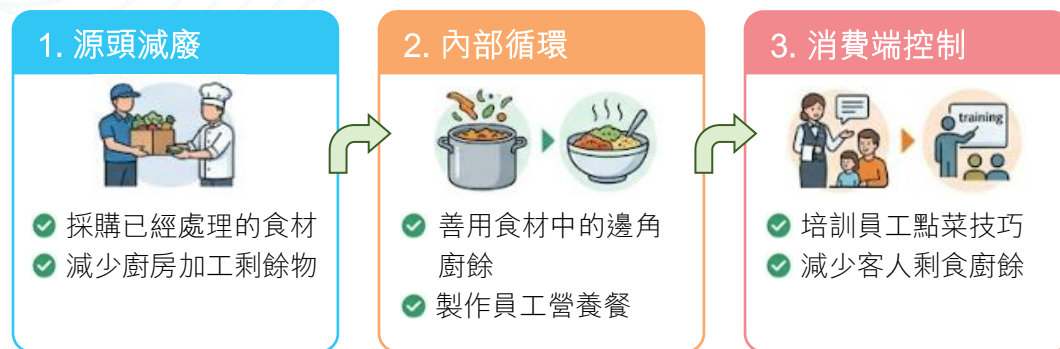 1. 源頭減廢
採購已經處理的食材
減少廚房加工剩餘物
2. 內部循環
善用食材中的邊角
廚餘
製作員工營養餐
3. 消費端控制
training
培訓員工點菜技巧
減少客人剩食廚餘